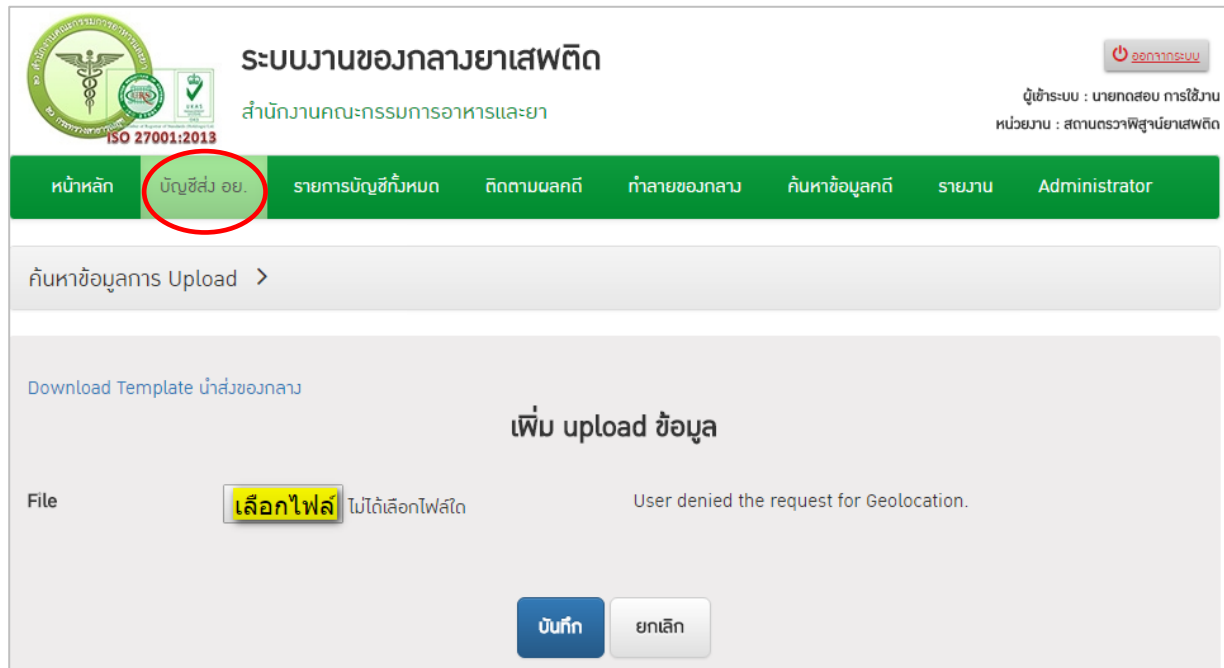 ระบบงานของกลางยาเสพติด
สำนักงานคณะกรรมการอาหารและยา
ISO 27001:2013
ออกจากระบบ
ผู้เข้าระบบ : นายทดสอบ การใช้งาน
หน่วยงาน : สถานตรวจพิสูจน์ยาเสพติด
หน้าหลัก บัญชีส่ง อย. รายการบัญชีทั้งหมด ติดตามผลคดี ทำลายของกลาง ค้นหาข้อมูลคดี รายงาน Administrator
ค้นหาข้อมูลการ Upload >
Download Template นำส่งของกลาง
เพิ่ม upload ข้อมูล
File เลือกไฟล์ ไม่ได้เลือกไฟล์ใด User denied the request for Geolocation.
บันทึก ยกเลิก